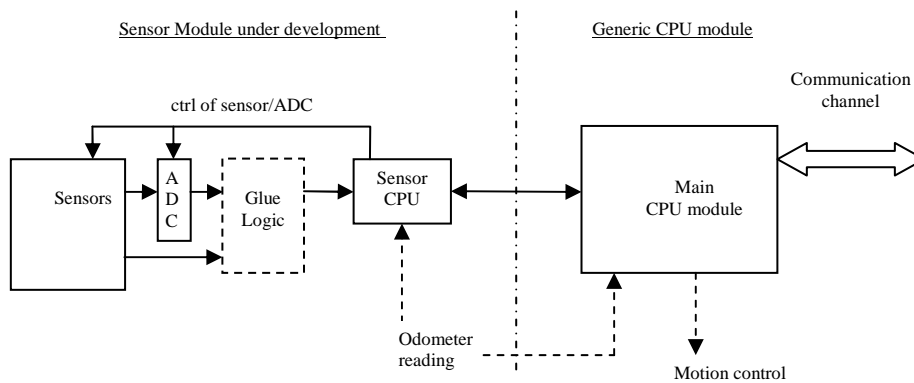 Sensor Module under development
Generic CPU module
Communication
channel
ctrl of sensor/ADC
Sensors
A
D
C
Glue
Logic
Sensor
CPU
Main
CPU module
Odometer
reading
Motion control